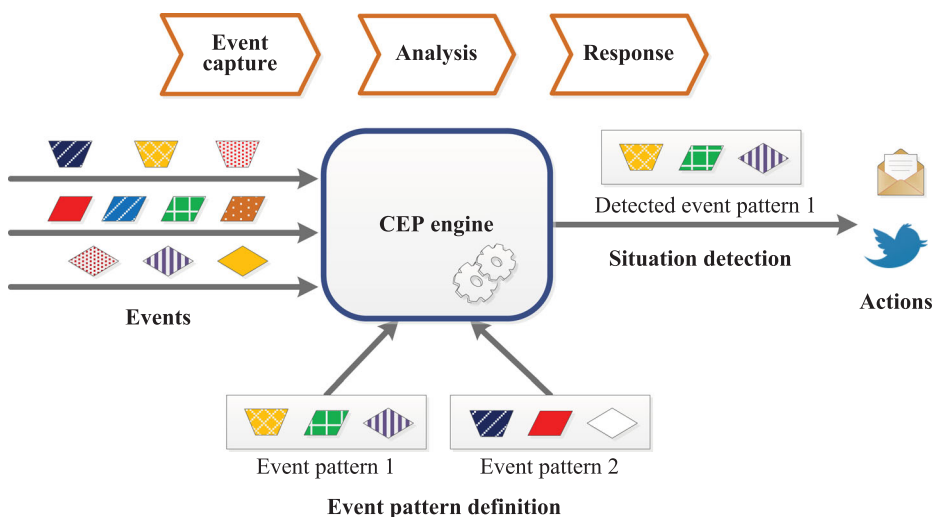 Event
capture
Analysis
Response
CEP engine
Detected event pattern 1
Situation detection
Actions
Events
Event pattern 1
Event pattern 2
Event pattern definition